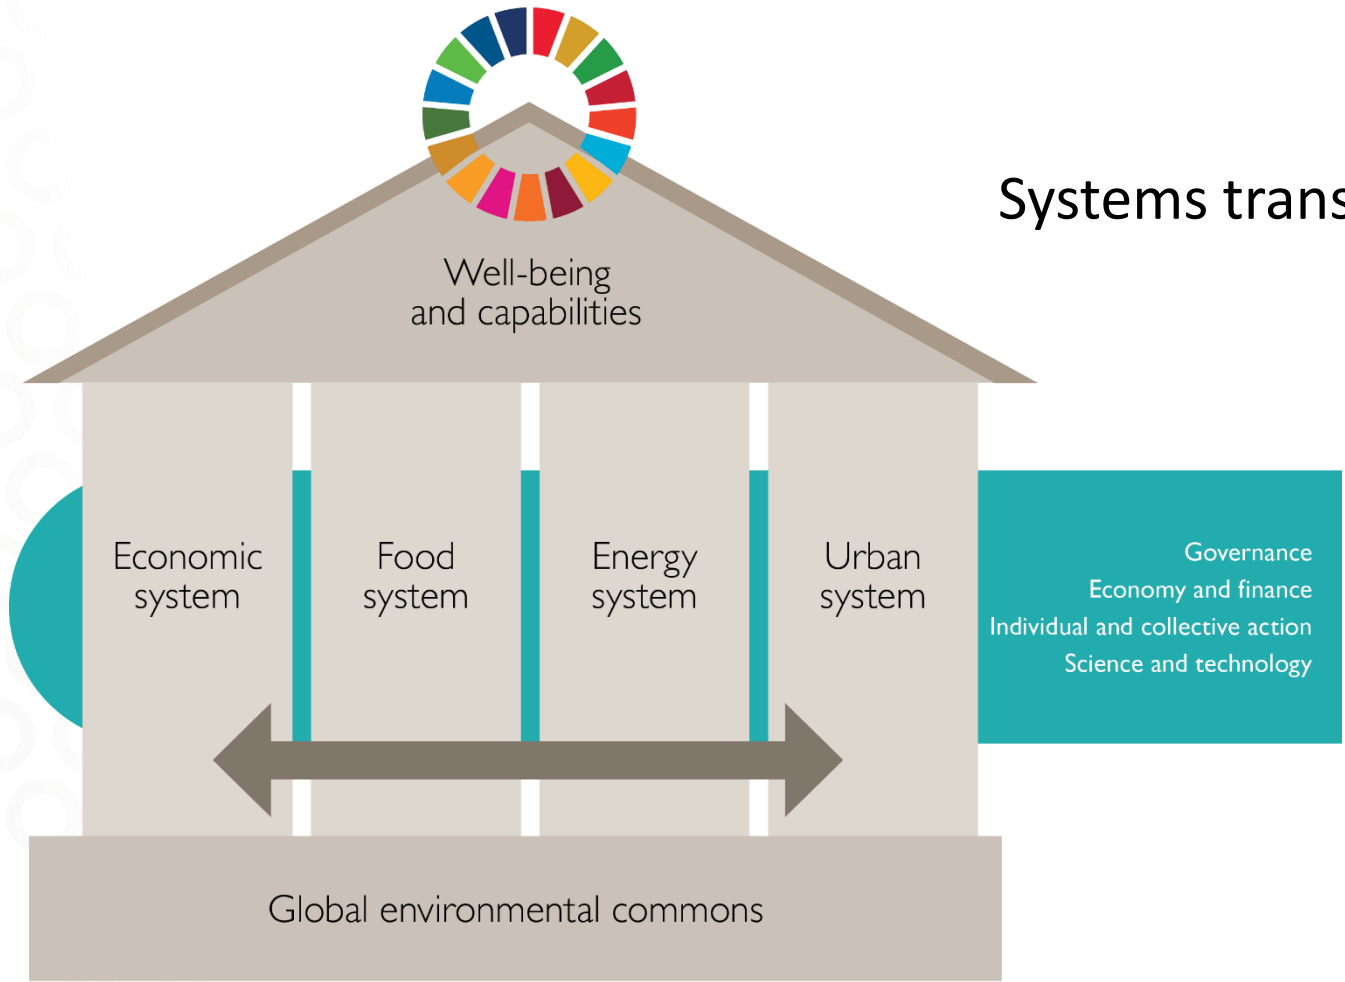 Systems trans
Well-being
and capabilities
Economic
system
Food
system
Energy
system
Urban
system
Governance
Economy and finance
Individual and collective action
Science and technology
Global environmental commons